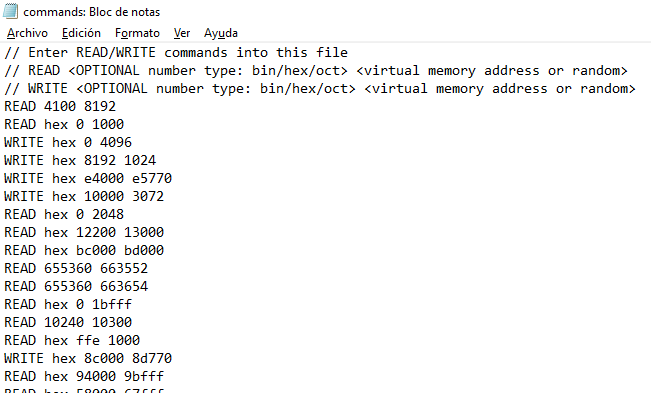 commands: Bloc de notas
Archivo Edición Formato Ver Ayuda
// Enter READ/WRITE commands into this file
// READ <OPTIONAL number type: bin/hex/oct> <virtual memory address or random>
// WRITE <OPTIONAL number type: bin/hex/oct> <virtual memory address or random>
READ 4100 8192
READ hex 0 1000
WRITE hex 0 4096
WRITE hex 8192 1024
WRITE hex e4000 e5770
WRITE hex 10000 3072
READ hex 0 2048
READ hex 12200 13000
READ hex bc000 bd000
READ 655360 663552
READ 655360 663654
READ hex 0 1bfff
READ 10240 10300
READ hex ffe 1000
WRITE hex 8c000 8d770
READ hex 94000 9bfff
READ hex